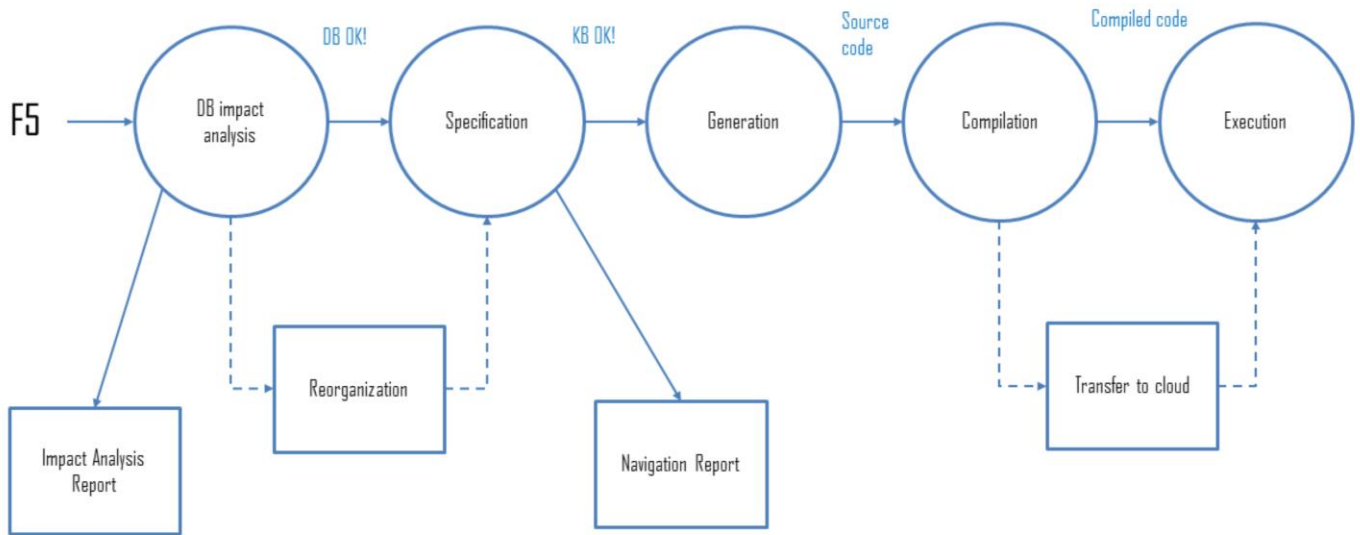 DB OK!
KB OK!
Source
code
Compiled code
F5
DB impact
analysis
Specification
Generation
Compilation
Execution
Reorganization
Transfer to cloud
Impact Analysis
Report
Navigation Report